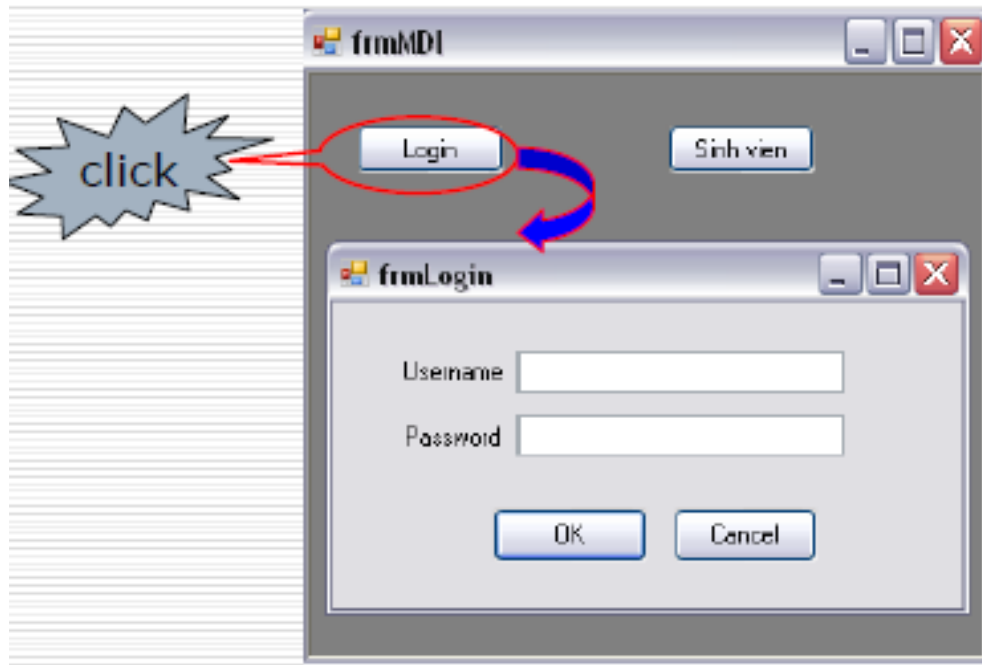 frmMDI
Login
Sinh vien
click
frmLogin
Username
Password
OK
Cancel